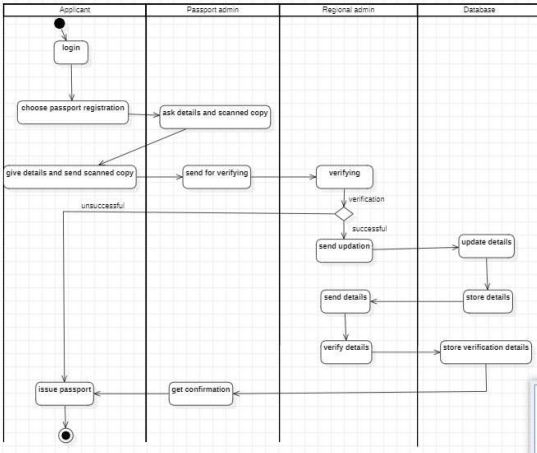 Applicant
Passport admin
Regional admin
Database
login
choose passport registration
ask details and scanned copy
give details and send scanned copy
send for verifying
verifying
verification
unsuccessful
successful
send updation
update details
send details
store details
verify details
store verification details
issue passport
get confirmation